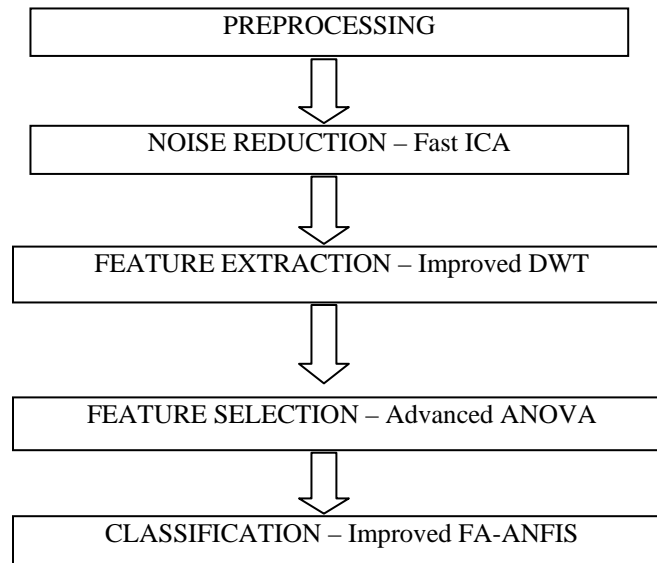 PREPROCESSING
NOISE REDUCTION – Fast ICA
FEATURE EXTRACTION – Improved DWT
FEATURE SELECTION – Advanced ANOVA
CLASSIFICATION – Improved FA-ANFIS